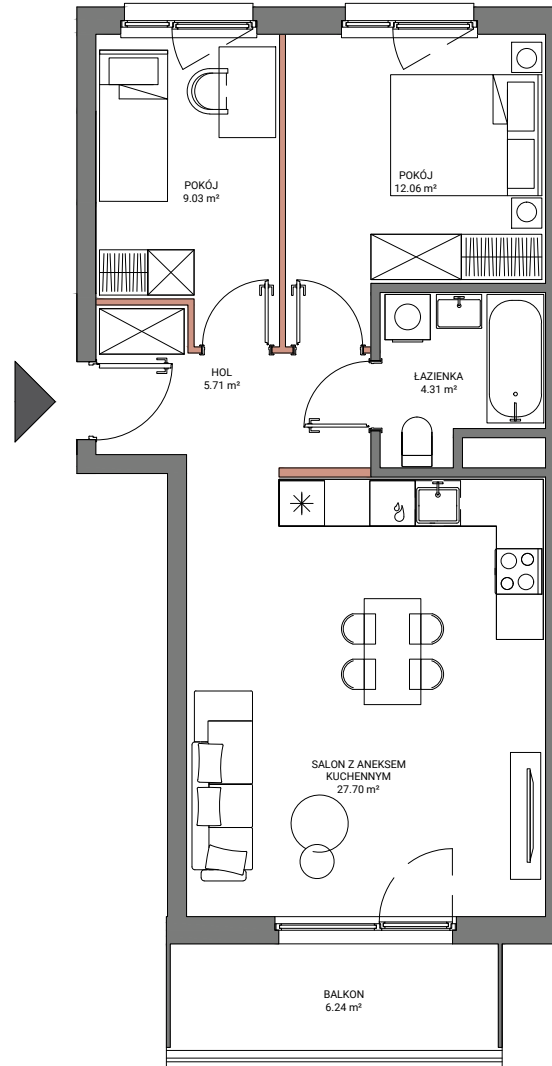 POKÓJ
9.03 m²
POKÓJ
12.06 m²
HOL
5.71 m²
ŁAZIENKA
4.31 m²
SALON Z ANEKSEM
KUCHENNYM
27.70 m²
BALKON
6.24 m²